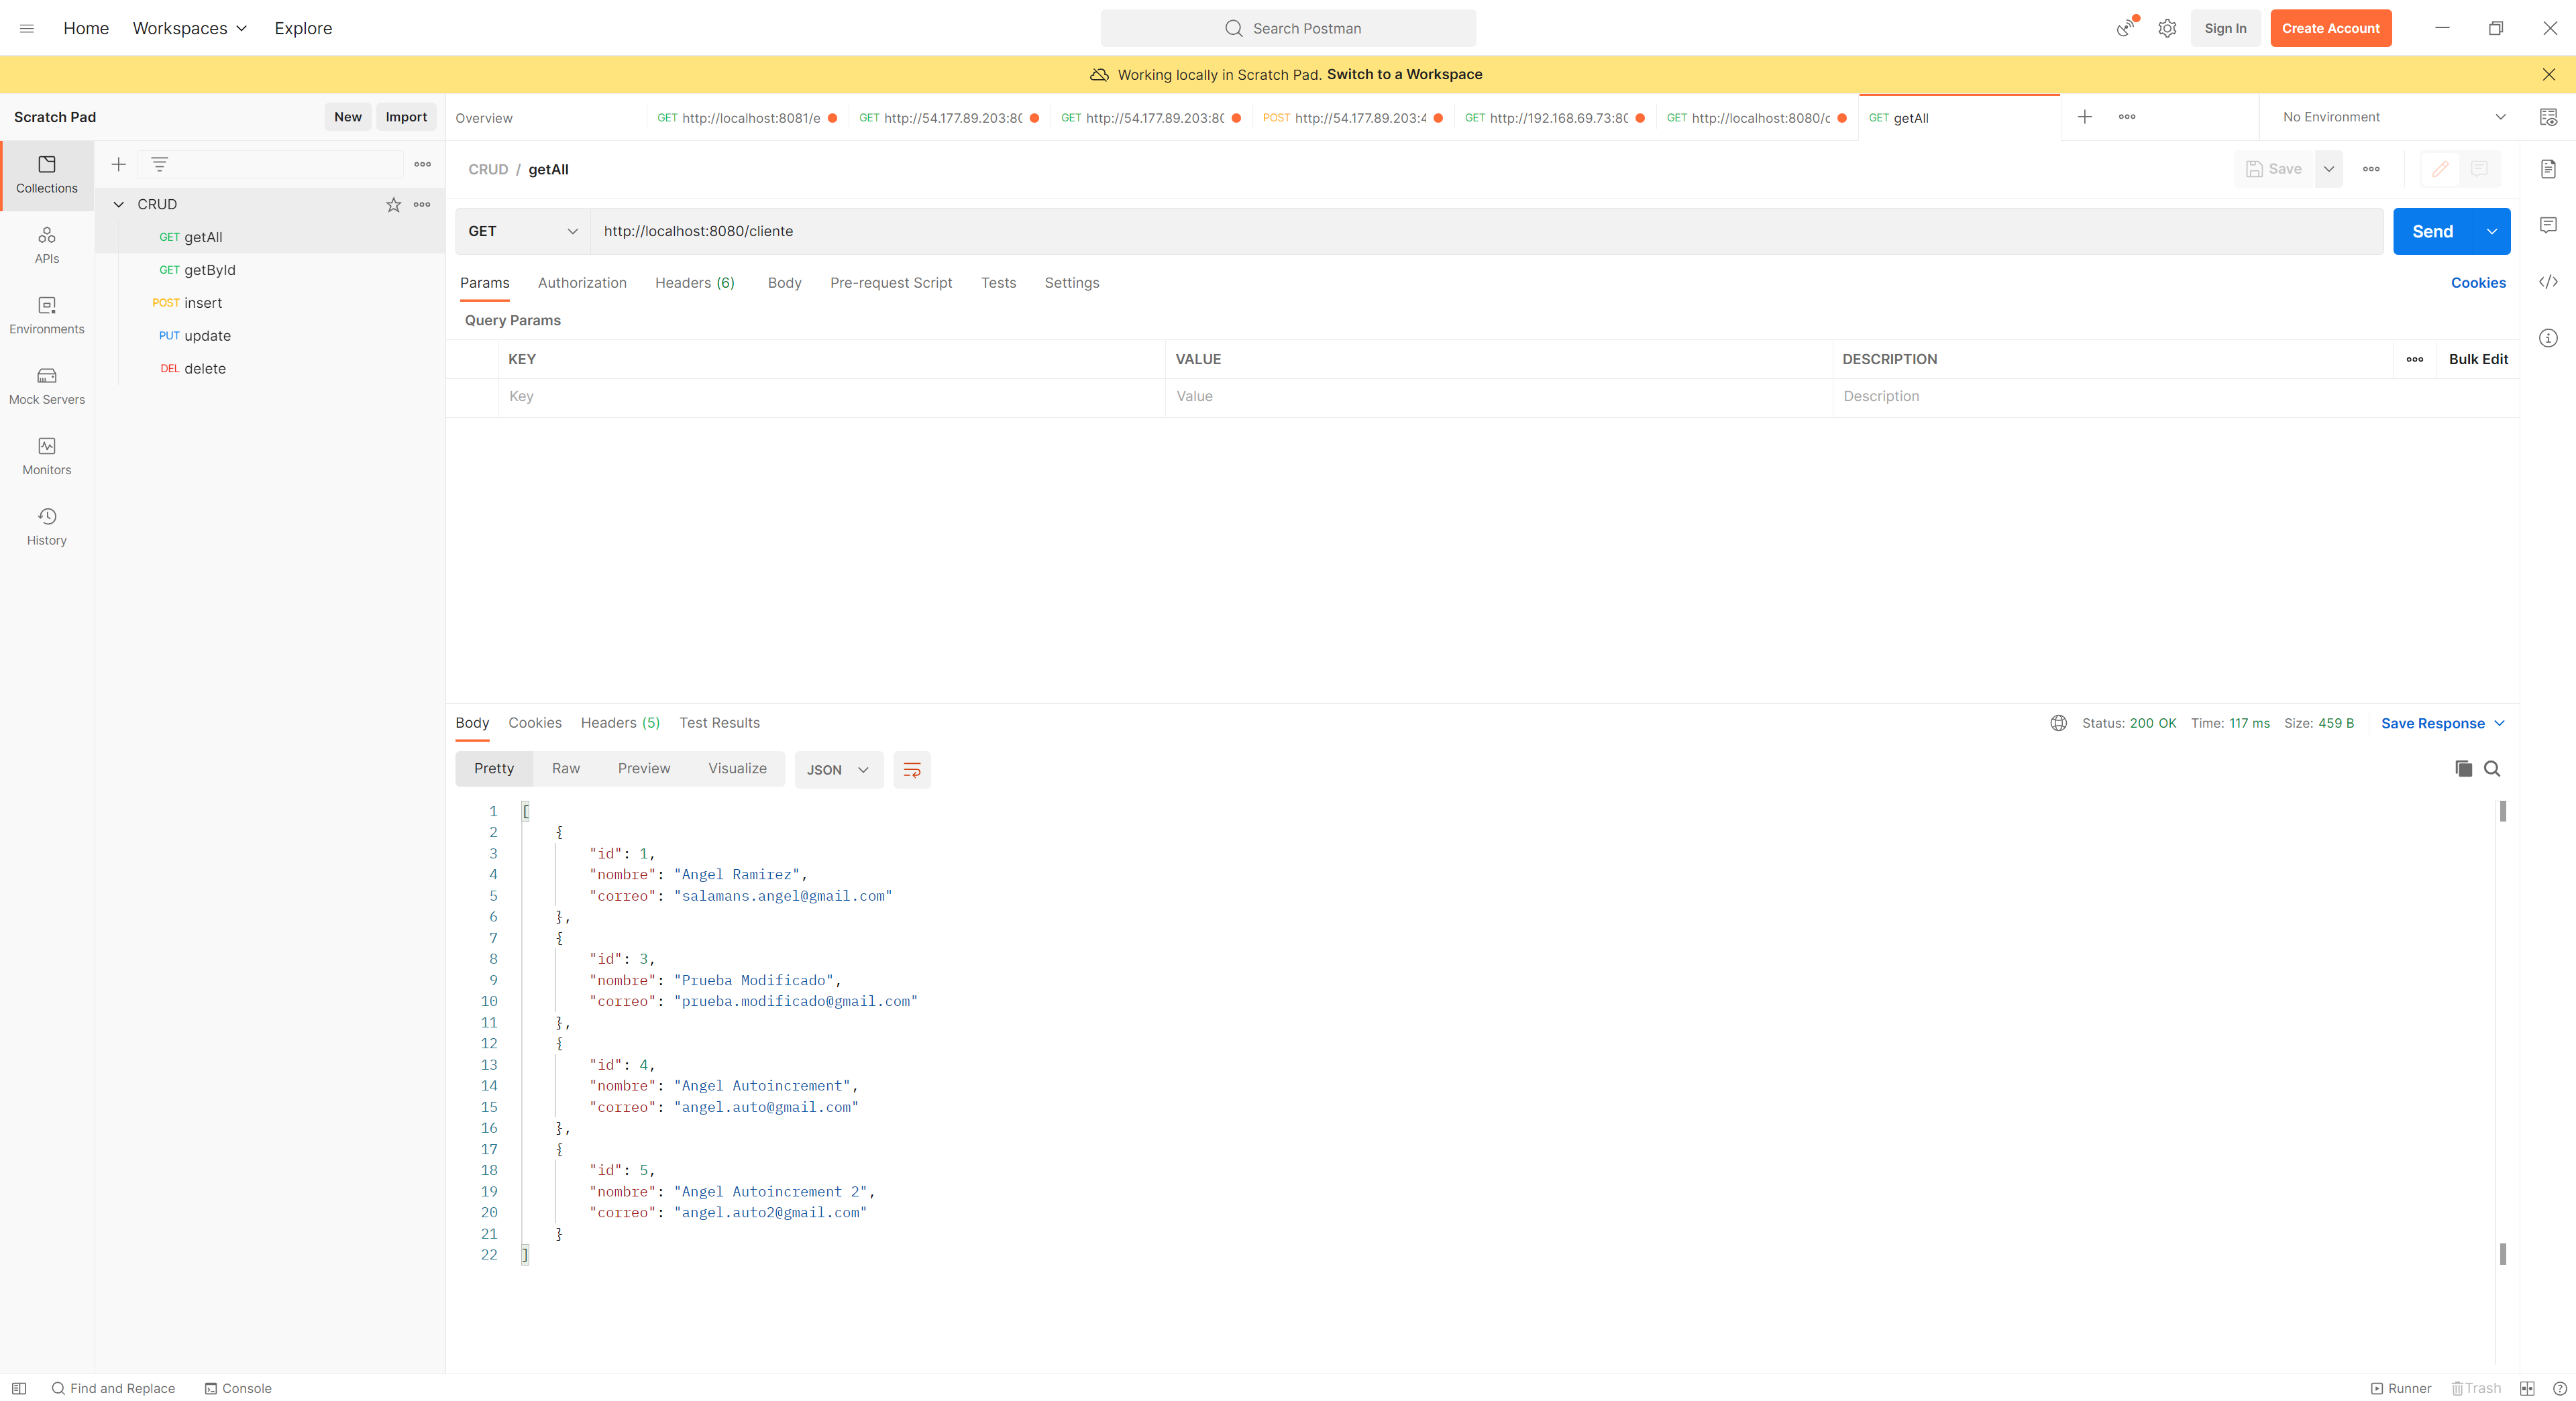 Home Workspaces Explore Search Postman Sign In Create Account
Working locally in Scratch Pad. Switch to a Workspace
Scratch Pad New Import
Overview GET http://localhost:8081/e GET http://54.177.89.203:80 GET http://54.177.89.203:80 POST http://54.177.89.203:4 GET http://192.168.69.73:80 GET http://localhost:8080/c GET getAll No Environment
Collections
APIs
Environments
Mock Servers
Monitors
History
CRUD
GET getAll
GET getById
POST insert
PUT update
DEL delete
CRUD / getAll Save
GET http://localhost:8080/cliente Send
Params Authorization Headers (6) Body Pre-request Script Tests Settings Cookies
Query Params
KEY VALUE DESCRIPTION Bulk Edit
Key Value Description
Body Cookies Headers (5) Test Results Status: 200 OK Time: 117 ms Size: 459 B Save Response
Pretty Raw Preview Visualize JSON
1 [
2 {
3 "id": 1,
4 "nombre": "Angel Ramirez",
5 "correo": "salamans.angel@gmail.com"
6 },
7 {
8 "id": 3,
9 "nombre": "Prueba Modificado",
10 "correo": "prueba.modificado@gmail.com"
11 },
12 {
13 "id": 4,
14 "nombre": "Angel Autoincrement",
15 "correo": "angel.auto@gmail.com"
16 },
17 {
18 "id": 5,
19 "nombre": "Angel Autoincrement 2",
20 "correo": "angel.auto2@gmail.com"
21 }
22 ]
Find and Replace Console Runner Trash